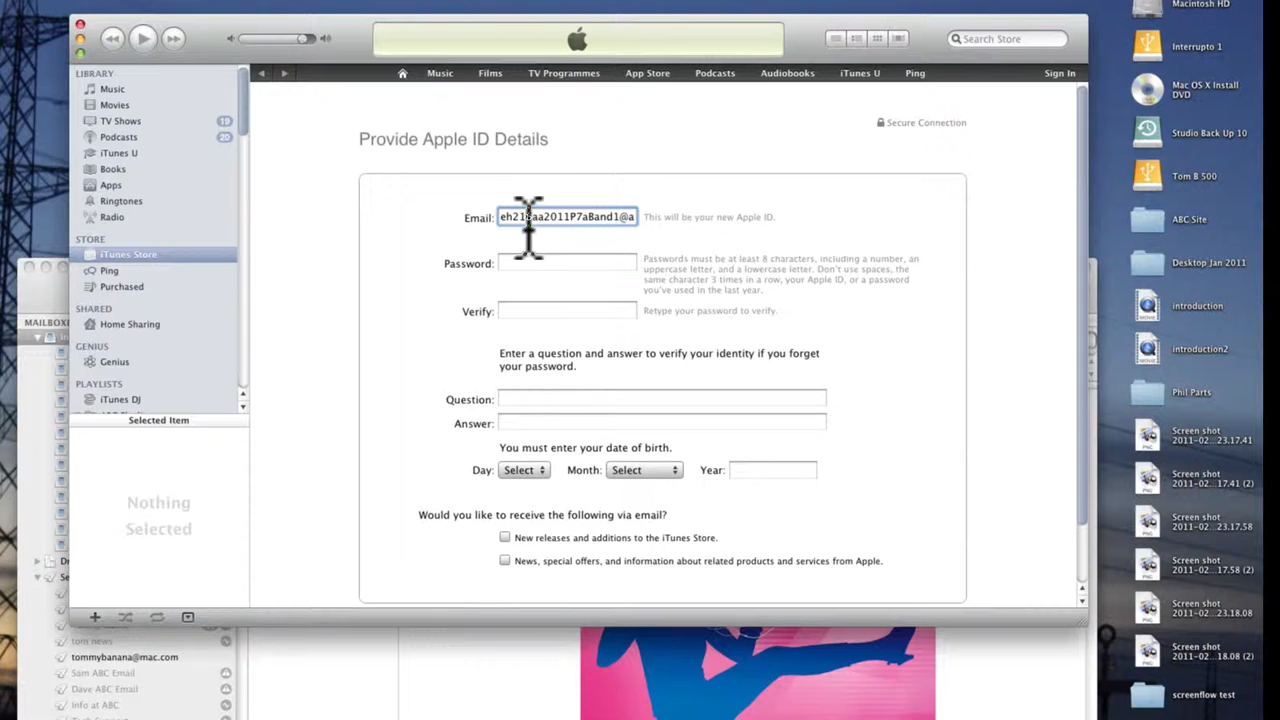 Search Store
Music
Films
TV Programmes
App Store
Podcasts
Audiobooks
iTunes U
Ping
Sign In
LIBRARY
Music
Movies
TV Shows
Podcasts
20
iTunes U
Books
Apps
Ringtones
Radio
STORE
iTunes Store
Ping
Purchased
SHARED
Home Sharing
GENIUS
Genius
PLAYLISTS
iTunes DJ
Selected Item
Nothing
Selected
Secure Connection
Provide Apple ID Details
Email:
This will be your new Apple ID.
Password:
Passwords must be at least 8 characters, including a number, an
uppercase letter, and a lowercase letter. Don't use spaces, the
same character 3 times in a row, your Apple ID, or a password
you've used in the last year.
Verify:
Retype your password to verify.
Enter a question and answer to verify your identity if you forget
your password.
Question:
Answer:
You must enter your date of birth.
Day: Select Month: Select Year:
Would you like to receive the following via email?
New releases and additions to the iTunes Store.
News, special offers, and information about related products and services from Apple.
MAILBOXE
tom news
tommybanana@mac.com
Sam ABC Email
Dave ABC Email
Info at ABC
Macintosh HD
Interrupto 1
Mac OS X Install
DVD
Studio Back Up 10
Tom B 500
ABC Site
Desktop Jan 2011
introduction
introduction2
Phil Parts
Screen shot
2011-02...23.17.41
Screen shot
2011-02...17.41 (2)
Screen shot
2011-02...23.17.58
Screen shot
2011-02...17.58 (2)
Screen shot
2011-02...23.18.08
Screen shot
2011-02...18.08 (2)
screenflow test